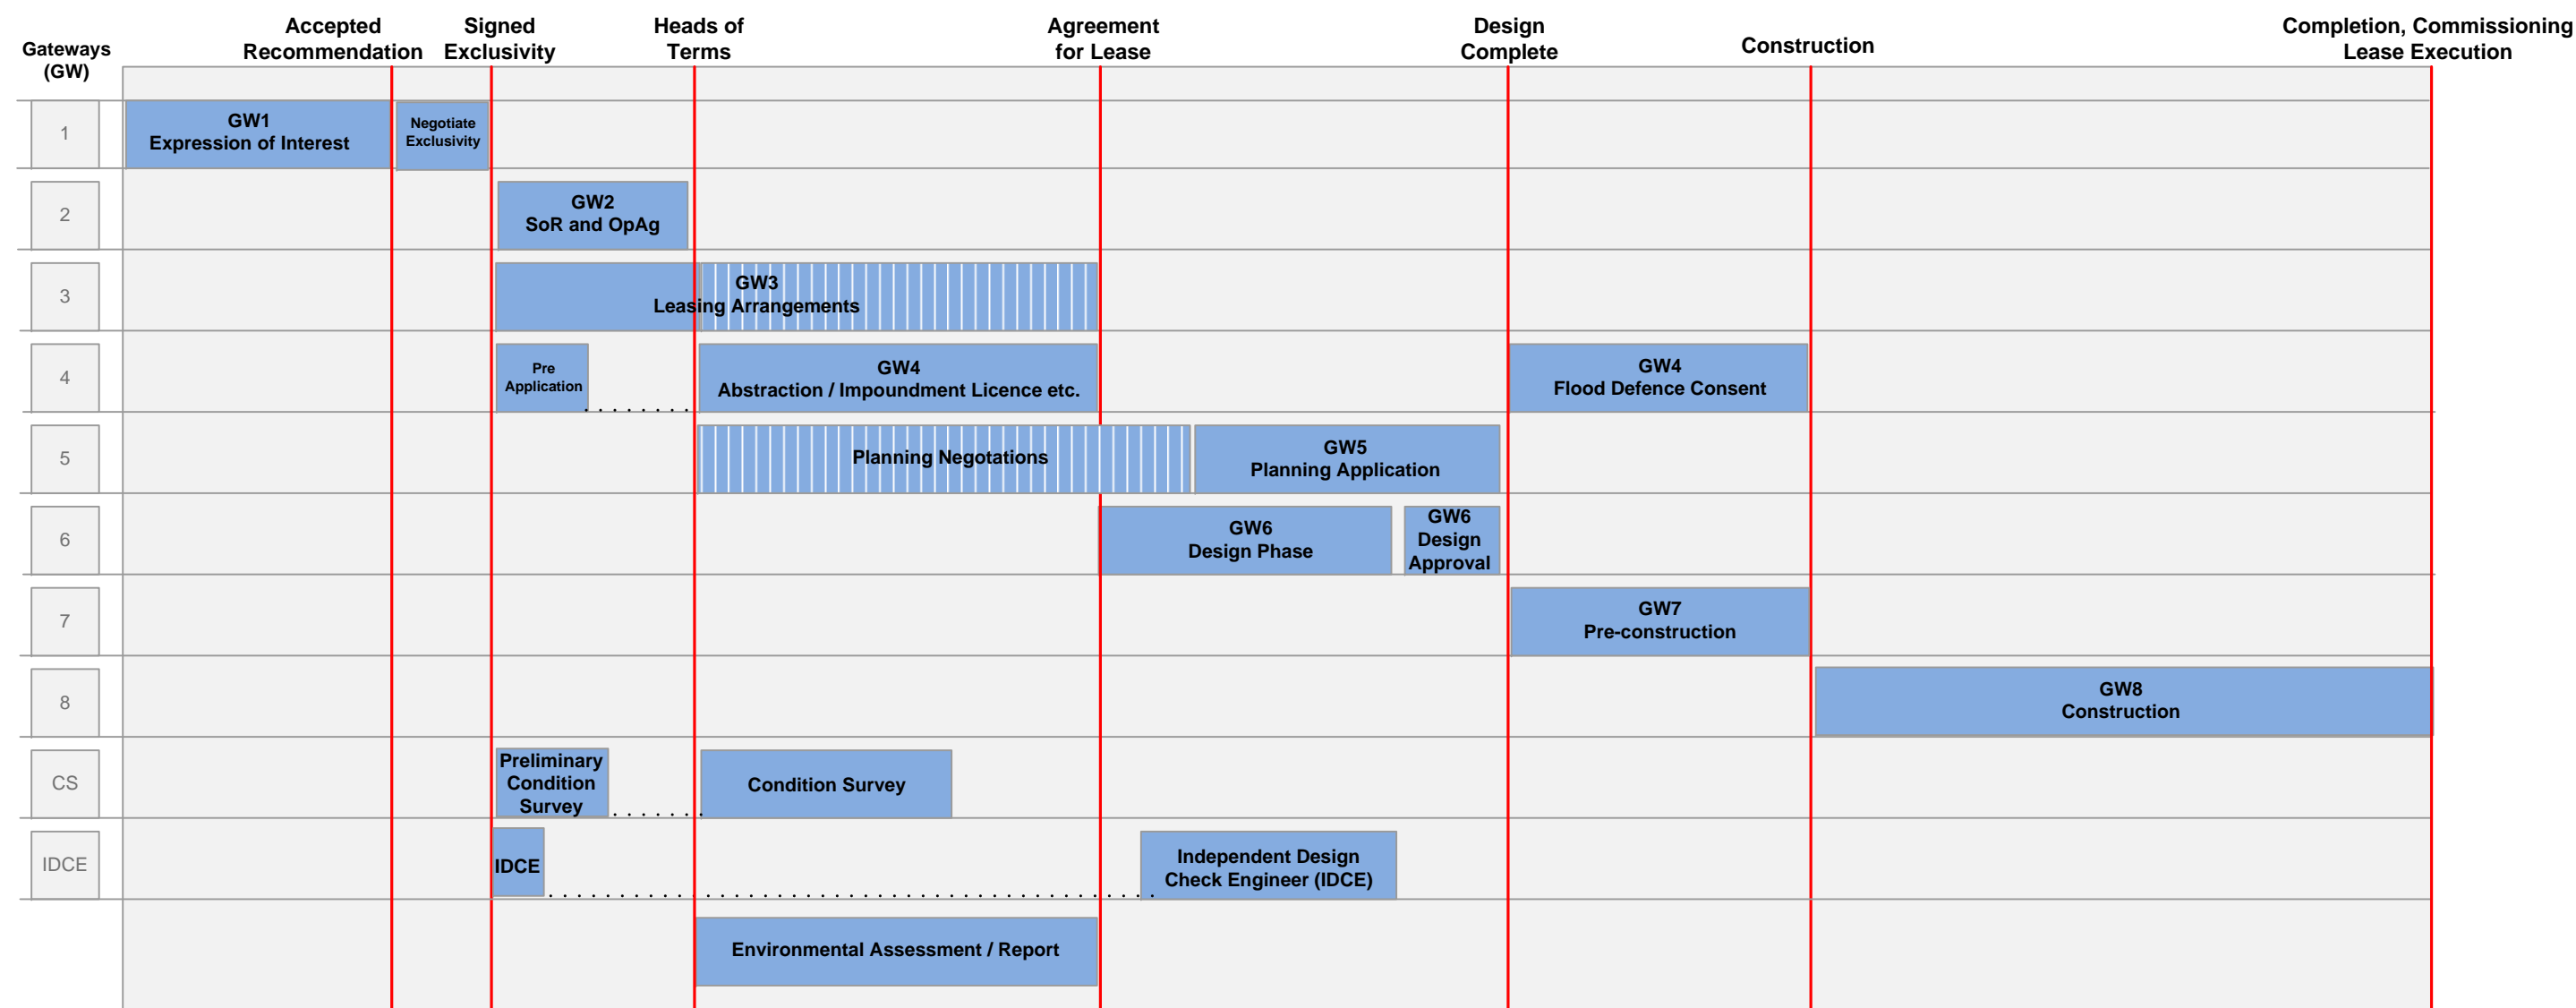 Gateways
(GW)
Accepted
Recommendation
Signed
Exclusivity
Heads of
Terms
Agreement
for Lease
Design
Complete
Construction
Completion, Commissioning
Lease Execution
1
GW1
Expression of Interest
Negotiate
Exclusivity
2
GW2
SoR and OpAg
3
GW3
Leasing Arrangements
4
Pre
Application
GW4
Abstraction / Impoundment Licence etc.
GW4
Flood Defence Consent
5
Planning Negotations
GW5
Planning Application
6
GW6
Design Phase
GW6
Design
Approval
7
GW7
Pre-construction
8
GW8
Construction
CS
Preliminary
Condition
Survey
Condition Survey
IDCE
IDCE
Independent Design
Check Engineer (IDCE)
Environmental Assessment / Report